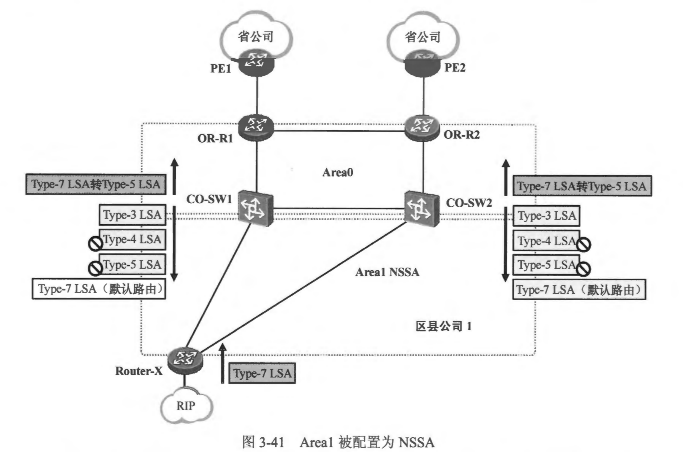 省公司
省公司
PE1
PE2
OR-R1
OR-R2
Area0
Type-7 LSA转Type-5 LSA
Type-7 LSA转Type-5 LSA
CO-SW1
CO-SW2
Type-3 LSA
Type-3 LSA
Type-4 LSA
Type-4 LSA
Type-5 LSA
Type-5 LSA
Area1 NSSA
Type-7 LSA（默认路由）
Type-7 LSA（默认路由）
区县公司 1
Router-X
Type-7 LSA
RIP
图 3-41 Area1 被配置为 NSSA